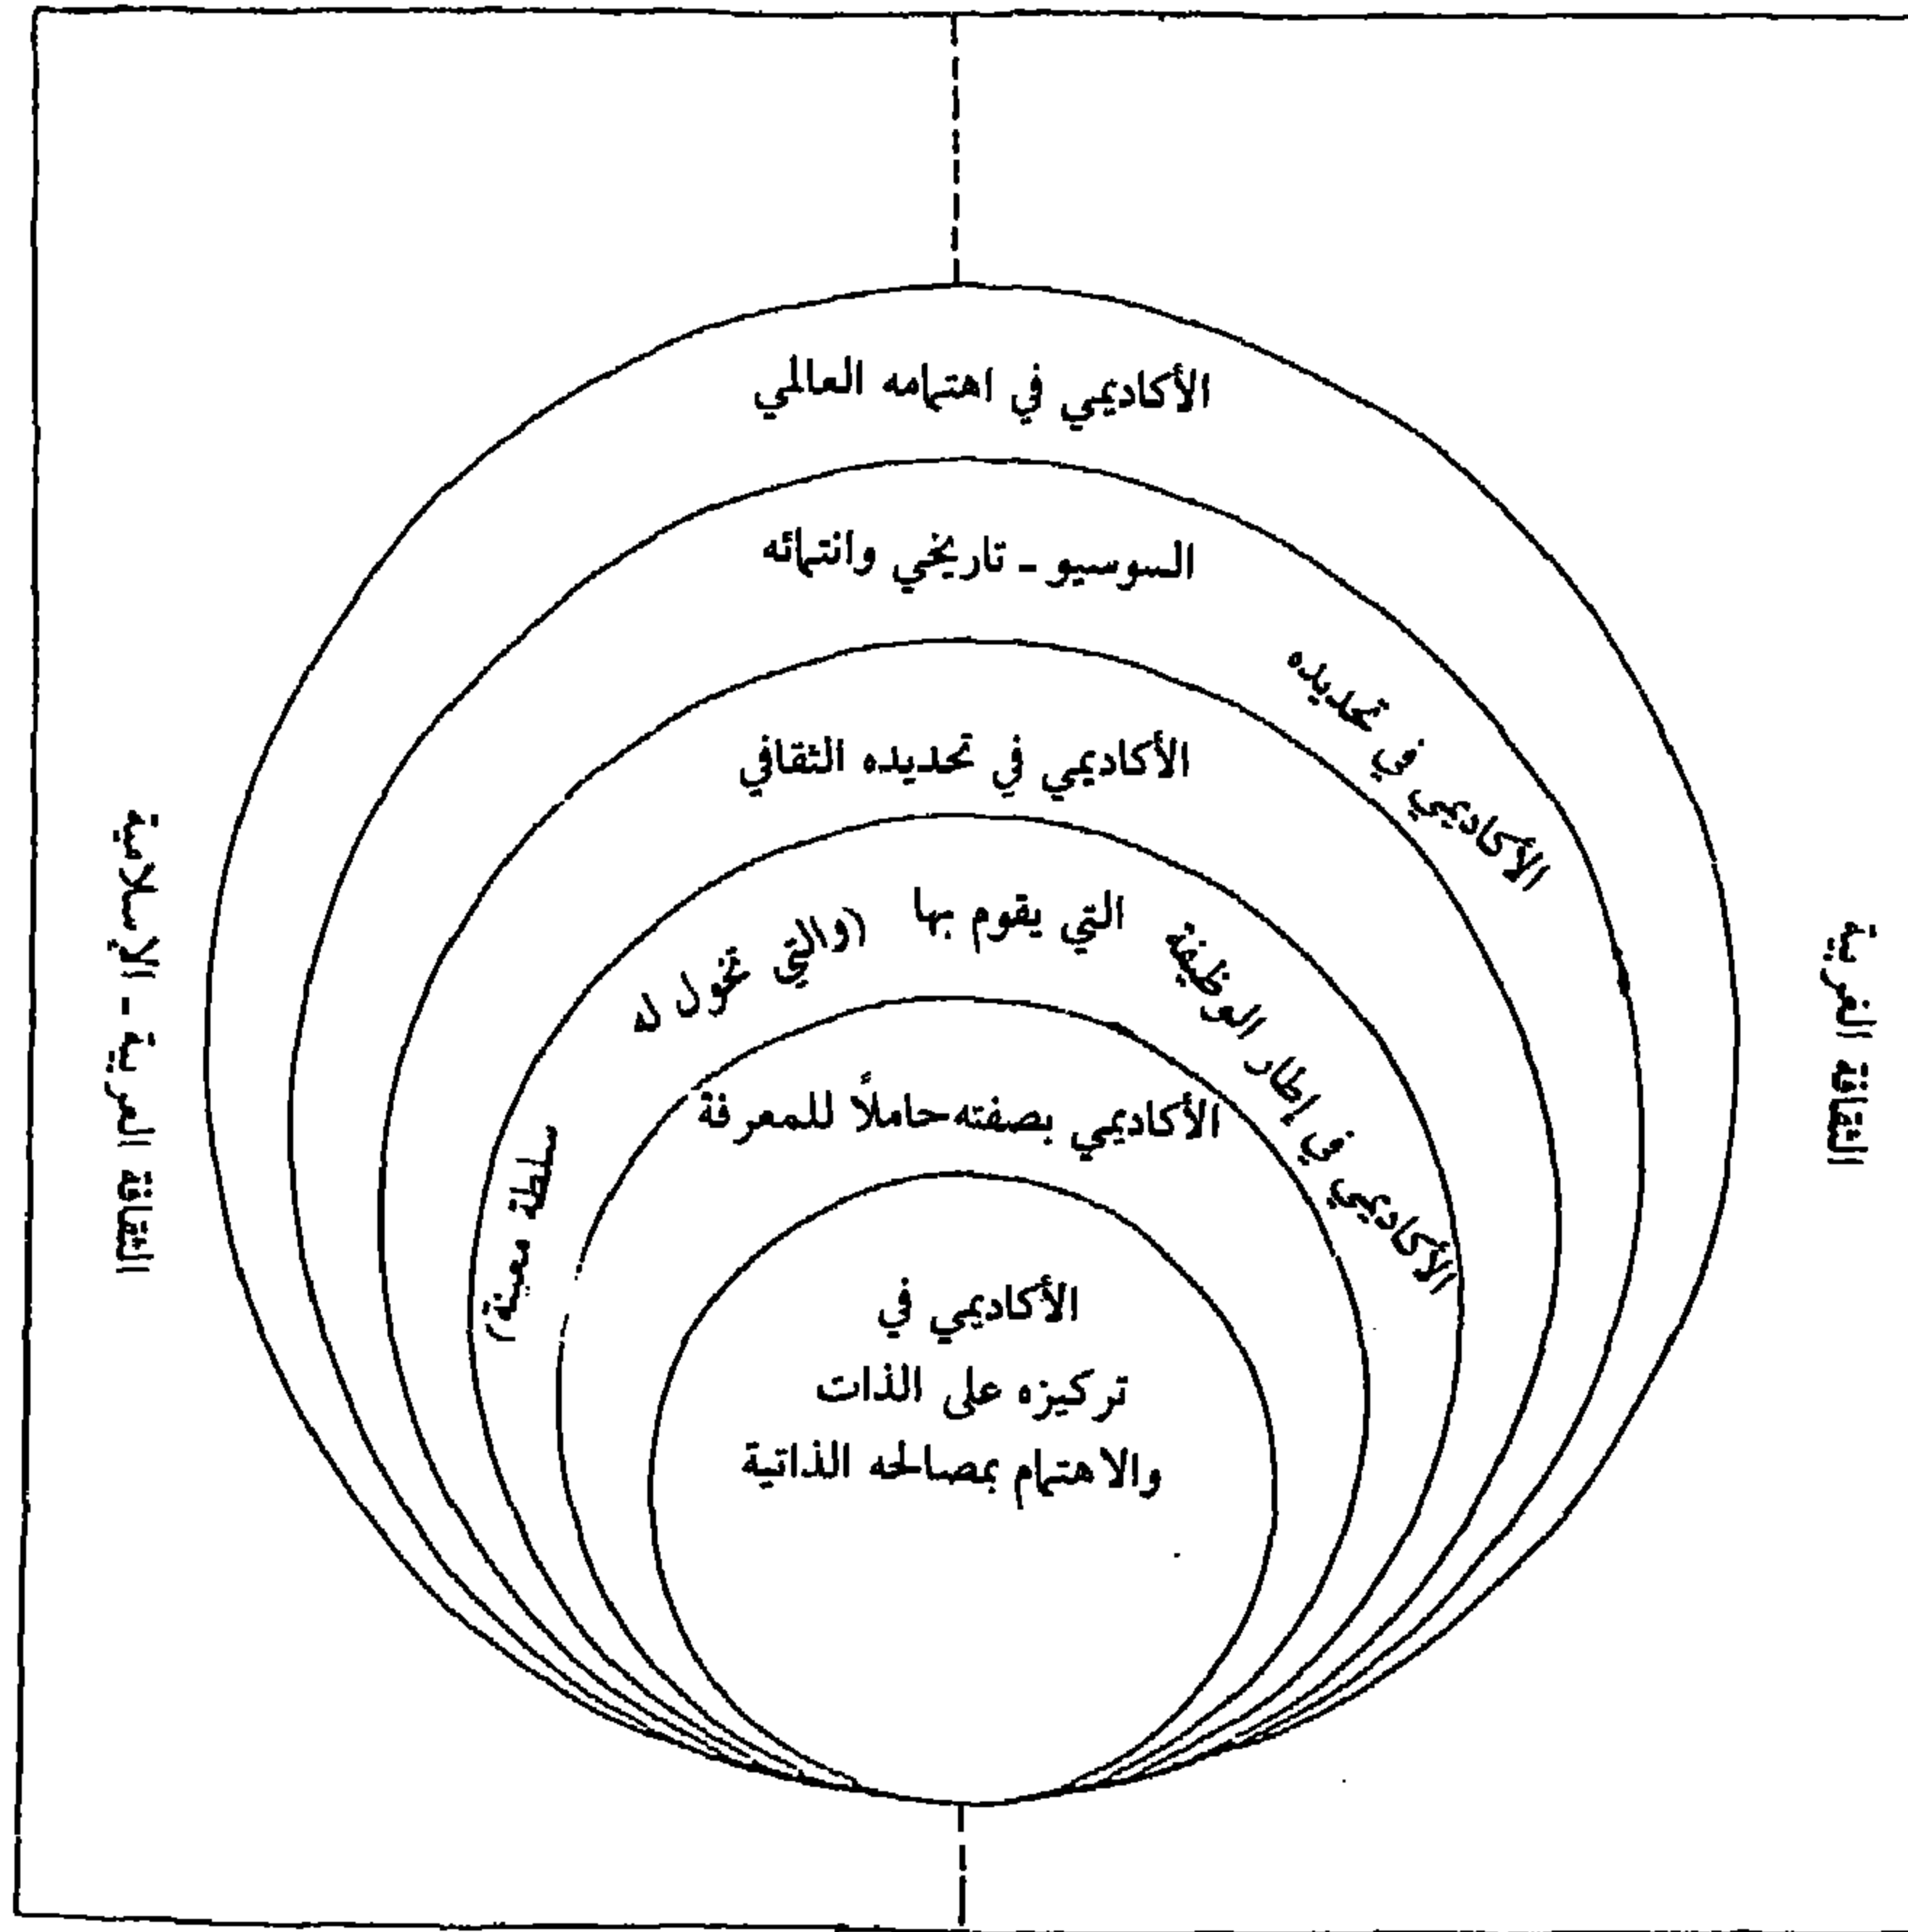 الأكاديمي في اهتمامه العالمي
الأكاديمي في تحديده
السوسيو - تاريخي وانتمائه
الأكاديمي في تحديده الثقافي
الأكاديمي في إطار الوظيفة التي يقوم بها (والتي تخول له
سلطة معينة)
الأكاديمي بصفته حاملاً للمعرفة
الأكاديمي في
تركيزه على الذات
والاهتمام بمصالحه الذاتية
الثقافة الغربية
الثقافة العربية - الإسلامية